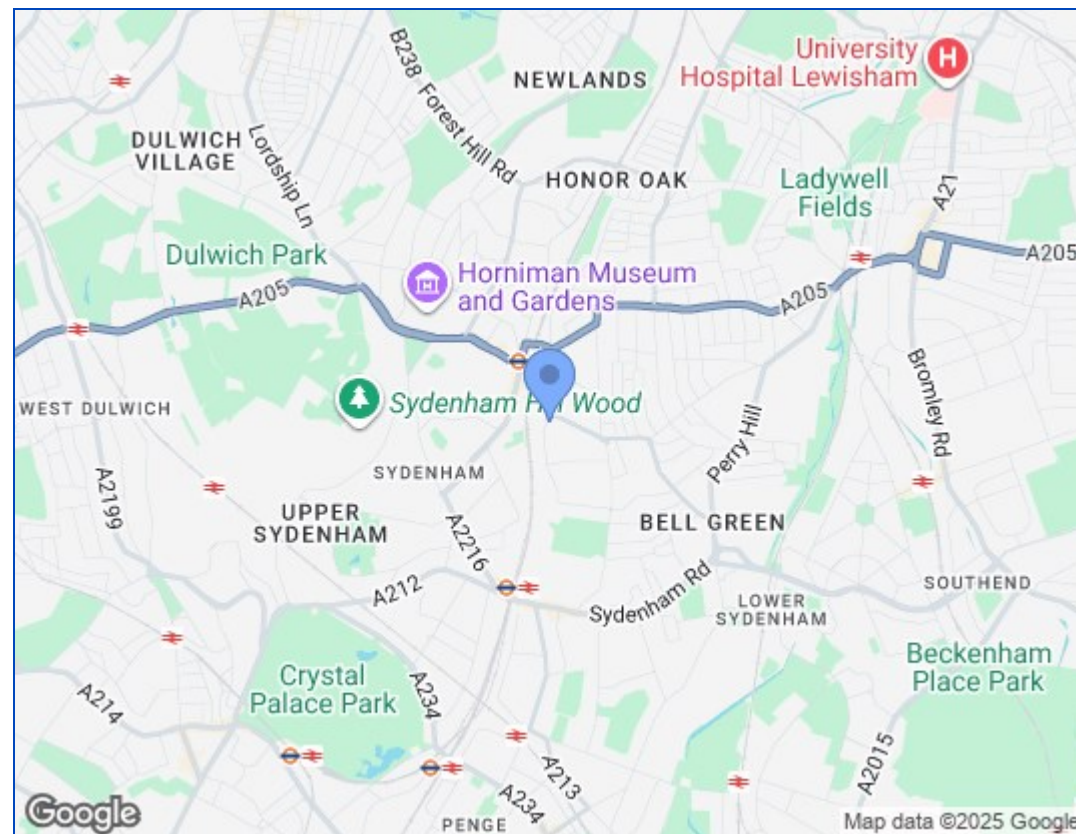 University
Hospital Lewisham
H
B238
Forest Hill Rd
NEWLANDS
DULWICH
VILLAGE
Lordship Ln
HONOR OAK
Ladywell
Fields
A21
Dulwich Park
A205
Horniman Museum
and Gardens
A205
A205
WEST DULWICH
Sydenham Hill Wood
Bromley Rd
Perry Hill
A2199
SYDENHAM
UPPER
SYDENHAM
A2216
BELL GREEN
A212
Sydenham Rd
SOUTHEND
LOWER
SYDENHAM
Crystal
Palace Park
A234
Beckenham
Place Park
A214
A213
A2015
A234
PENGE
Google
Map data ©2025 Google